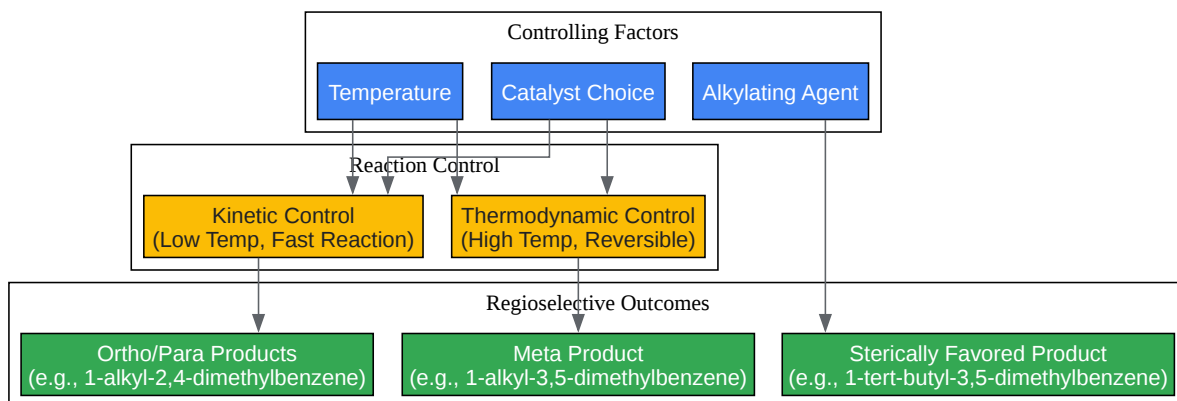 Controlling Factors
Temperature
Catalyst Choice
Alkylating Agent
Reaction Control
Kinetic Control
(Low Temp, Fast Reaction)
Thermodynamic Control
(High Temp, Reversible)
Regioselective Outcomes
Ortho/Para Products
(e.g., 1-alkyl-2,4-dimethylbenzene)
Meta Product
(e.g., 1-alkyl-3,5-dimethylbenzene)
Sterically Favored Product
(e.g., 1-tert-butyl-3,5-dimethylbenzene)